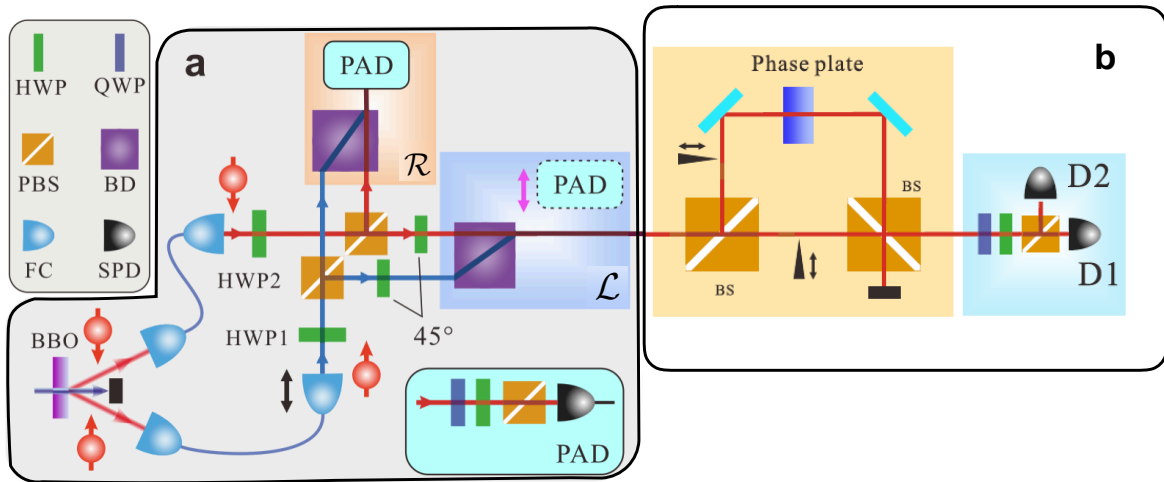 a
b
HWP
QWP
PBS
BD
FC
SPD
PAD
R
PAD
L
HWP2
HWP1
45°
BBO
PAD
Phase plate
BS
BS
D2
D1